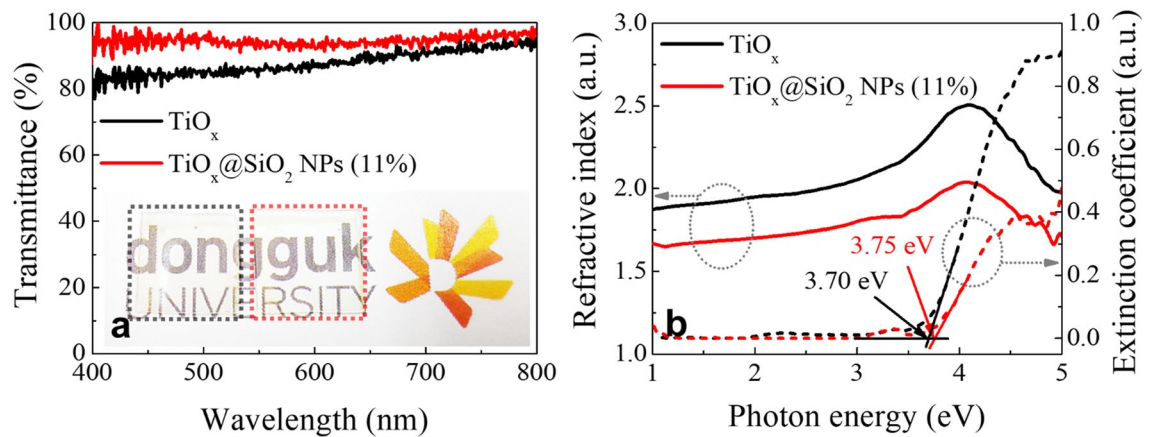 100
80
60
40
20
0
Transmittance (%)
TiOₓ
TiOₓ@SiO₂ NPs (11%)
dongguk
UNIVERSITY
a
400 500 600 700 800
Wavelength (nm)
3.0
2.5
2.0
1.5
1.0
Refractive index (a.u.)
TiOₓ
TiOₓ@SiO₂ NPs (11%)
3.75 eV
3.70 eV
b
1.0
0.8
0.6
0.4
0.2
0.0
Extinction coefficient (a.u.)
1 2 3 4 5
Photon energy (eV)